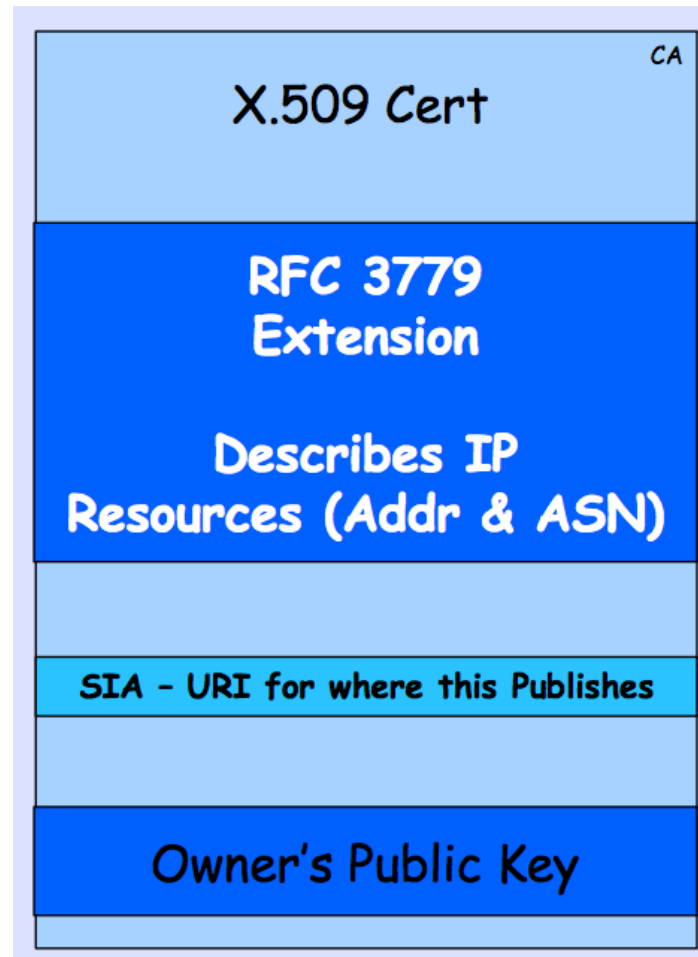 CA
X.509 Cert
RFC 3779
Extension
Describes IP
Resources (Addr & ASN)
SIA – URI for where this Publishes
Owner's Public Key